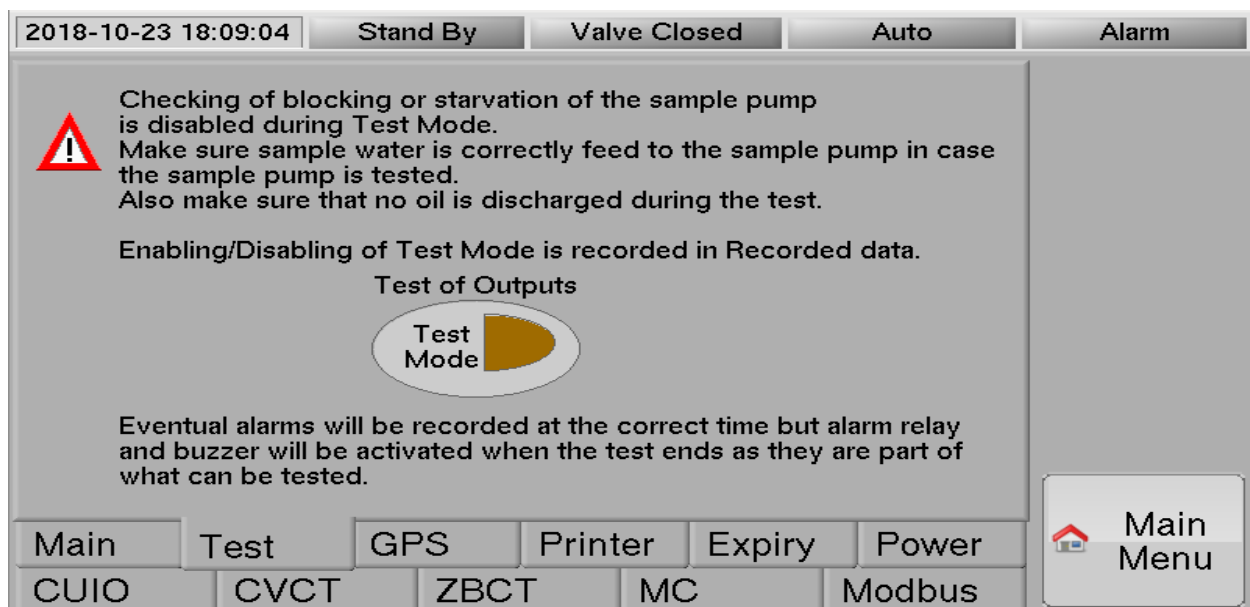 2018-10-23 18:09:04 Stand By Valve Closed Auto Alarm
Checking of blocking or starvation of the sample pump
is disabled during Test Mode.
Make sure sample water is correctly feed to the sample pump in case
the sample pump is tested.
Also make sure that no oil is discharged during the test.
Enabling/Disabling of Test Mode is recorded in Recorded data.
Test of Outputs
Test
Mode
Eventual alarms will be recorded at the correct time but alarm relay
and buzzer will be activated when the test ends as they are part of
what can be tested.
Main Test GPS Printer Expiry Power
CUIO CVCT ZBCT MC Modbus
Main
Menu